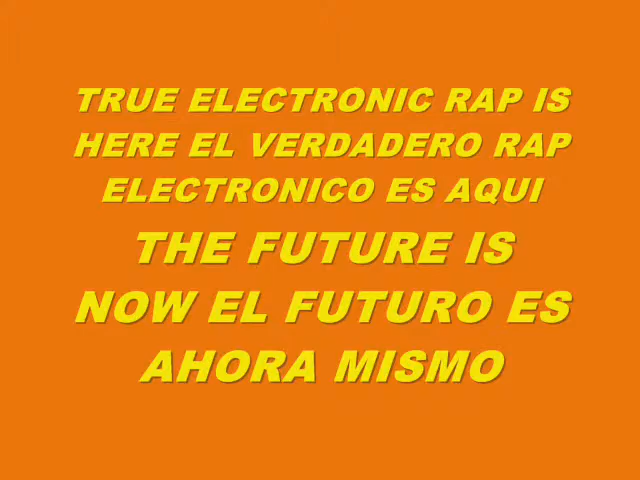 TRUE ELECTRONIC RAP IS
HERE EL VERDADERO RAP
ELECTRONICO ES AQUI
THE FUTURE IS
NOW EL FUTURO ES
AHORA MISMO